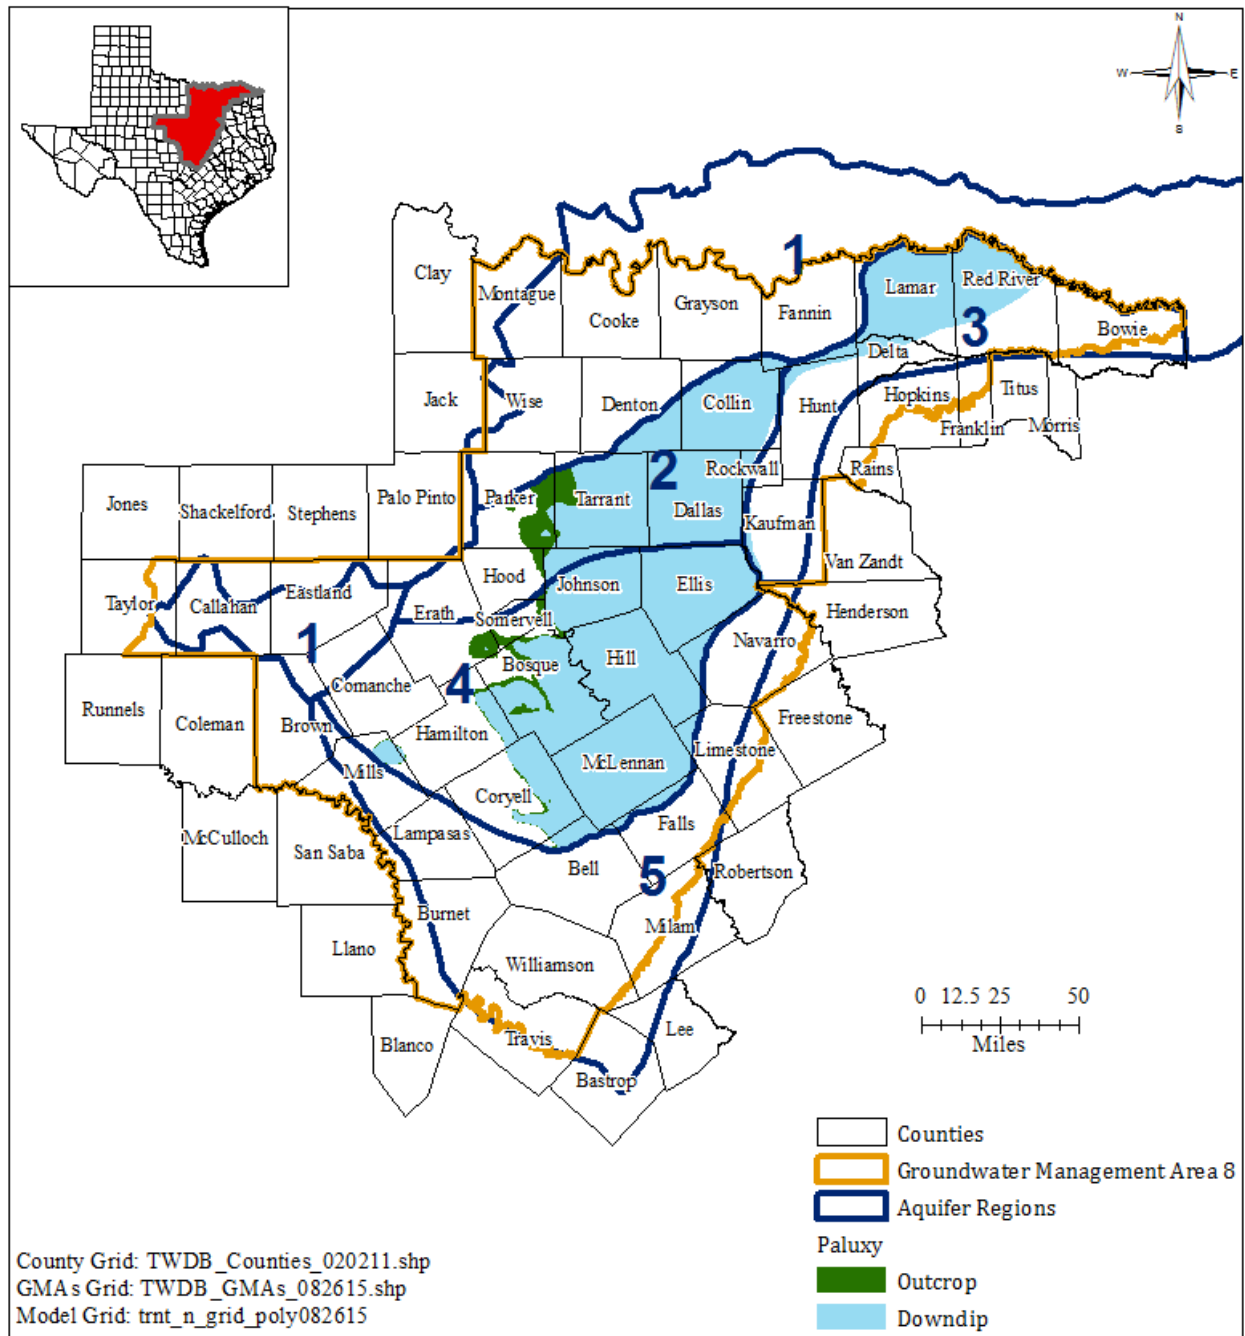 N
W E
S
1
Clay
Montague
Cooke
Grayson
Fannin
Lamar
Red River
3
Bowie
Delta
Jack
Wise
Denton
Collin
Hunt
Hopkins
Titus
Franklin
Morris
2
Rockwall
Rains
Jones
Shackelford
Stephens
Palo Pinto
Parker
Tarrant
Dallas
Kaufman
Van Zandt
Taylor
Callahan
Eastland
Erath
Hood
Somervell
Johnson
Ellis
Henderson
1
Navarro
Runnels
Coleman
Comanche
4
Bosque
Hill
Brown
Hamilton
Freestone
Mills
McLennan
Limestone
Coryell
McCulloch
San Saba
Lampasas
Falls
Bell
5
Robertson
Burnet
Milam
Llano
Williamson
Blanco
Travis
Lee
Bastrop
0 12.5 25 50
Miles
Counties
Groundwater Management Area 8
Aquifer Regions
Paluxy
Outcrop
Downdip
County Grid: TWDB_Counties_020211.shp
GMAs Grid: TWDB_GMAs_082615.shp
Model Grid: trnt_n_grid_poly082615